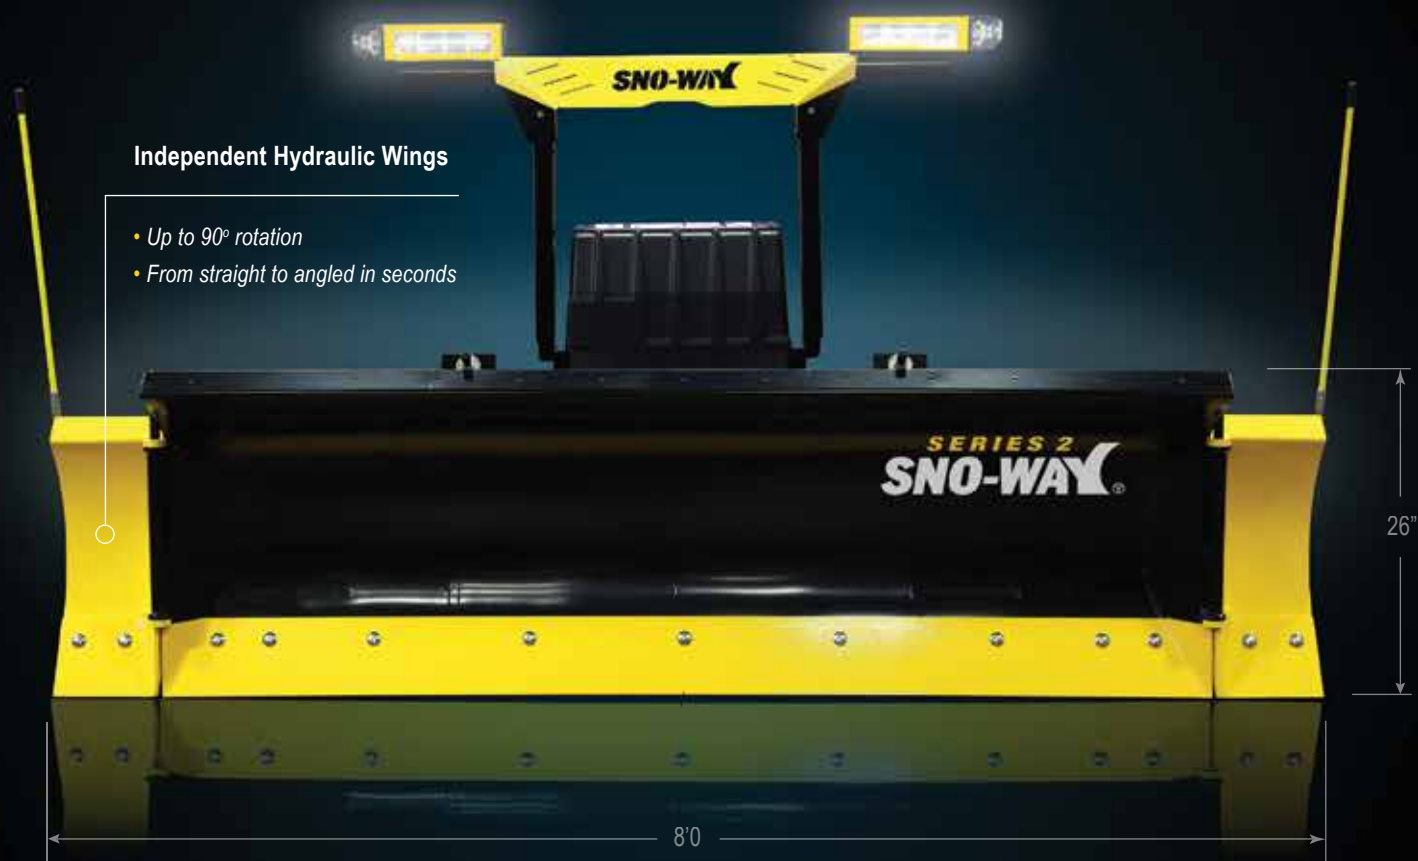 SNO-WAY
Independent Hydraulic Wings
• Up to 90º rotation
• From straight to angled in seconds
SERIES 2
SNO-WAY®
26"
8'0